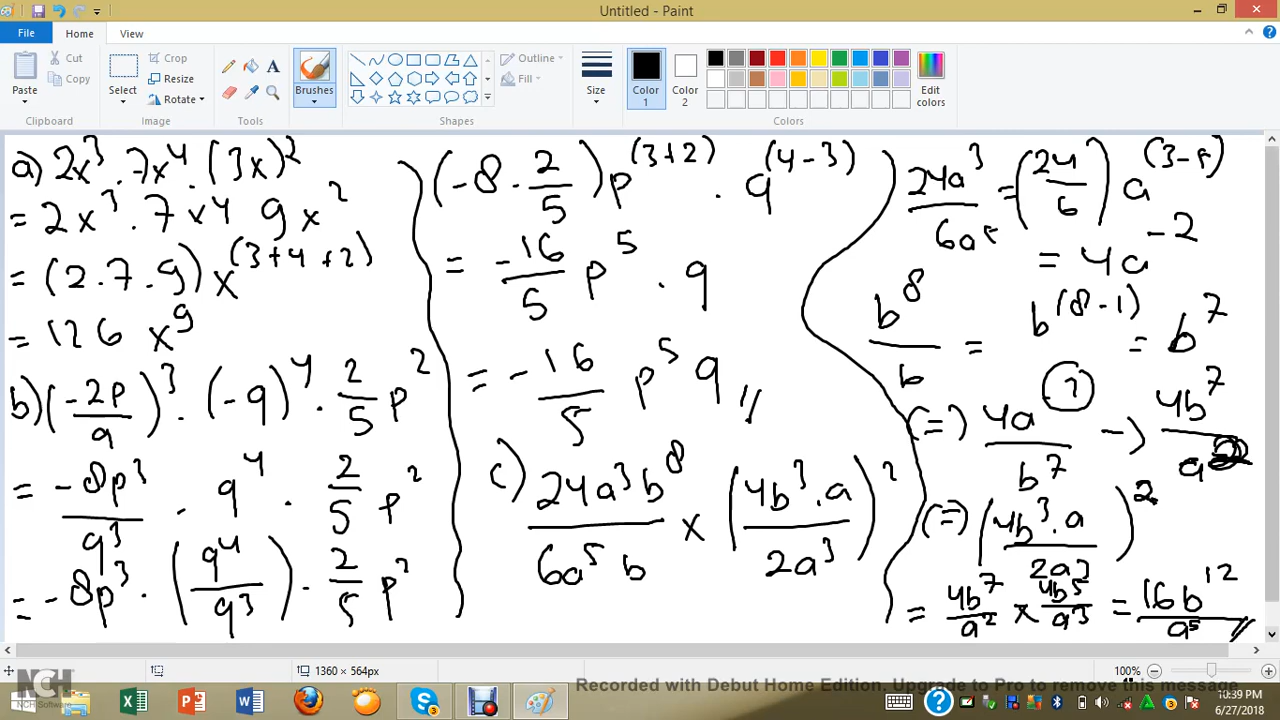 Untitled - Paint
File Home View
Paste
Cut
Copy
Clipboard
Select
Crop
Resize
Rotate
Image
Tools
Brushes
Outline
Fill
Shapes
Size
Color 1
Color 2
Edit colors
Colors
a) 2x³ . 7x⁴ . (3x)²
= 2x³ . 7x4 9x²
= (2.7.9) x^(3+4+2)
= 126 x⁹
b) (-2p/q)³ . (-q)⁴ . 2/5 p²
= -8p³/q³ . q⁴ . 2/5 p²
= -8p³ . (q⁴/q³) . 2/5 p²
(-8 . 2/5) p^(3+2) . q^(4-3)
= -16/5 p⁵ . q
= -16/5 p⁵ q //
c) 24a³b⁸/6a⁵b x (4b³.a/2a³)²
24a³/6a⁵ = (24/6) a
= 4a⁻²
b⁸/b = b^(8-1) = b⁷
(=) 4a/b⁷ -> 4b⁷/a
(=) (4b³.a/2a³)²
= 4b⁷/a² x 4b⁵/a³ = 16b¹²/a⁵ //
1360 × 564px
100%
NCH
NCH Software
Recorded with Debut Home Edition. Upgrade to Pro to remove this message
10:39 PM
6/27/2018